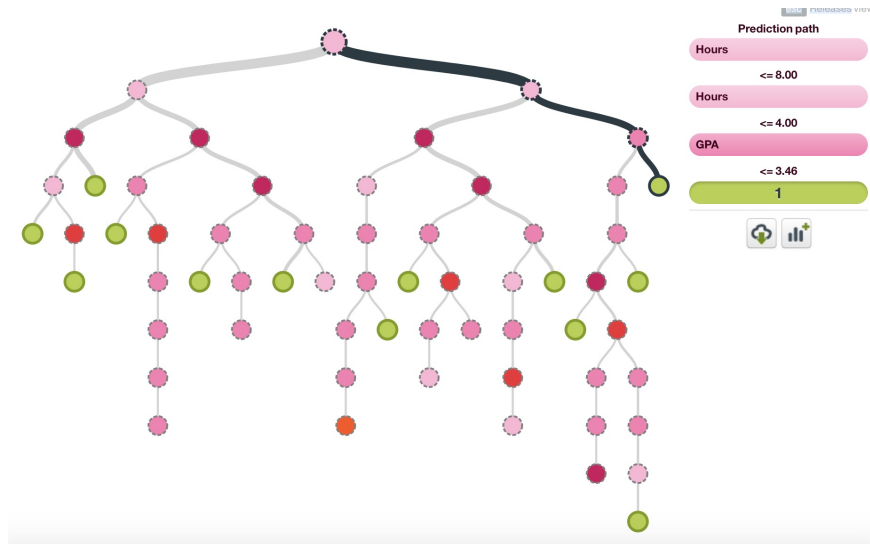 Prediction path
Hours
<= 8.00
Hours
<= 4.00
GPA
<= 3.46
1